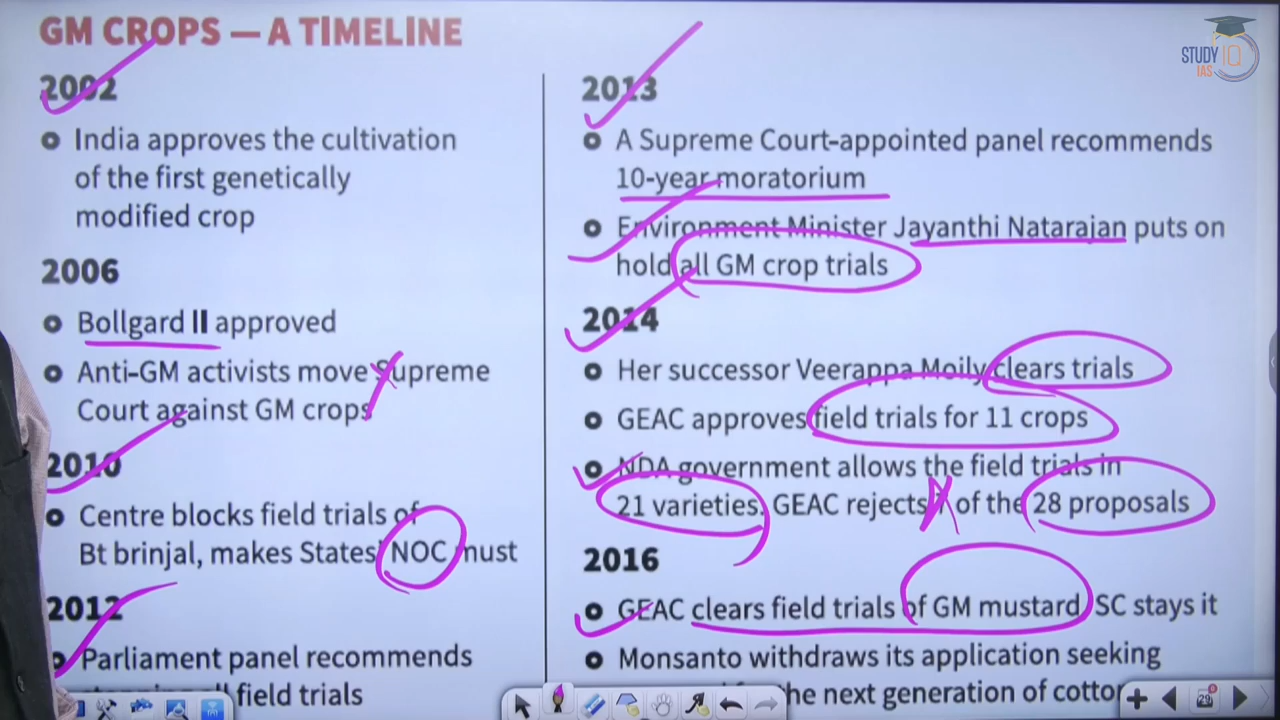 GM CROPS — A TIMELINE
STUDY IQ
IAS
2002
India approves the cultivation
of the first genetically
modified crop
2006
Bollgard II approved
Anti-GM activists move Supreme
Court against GM crops
2010
Centre blocks field trials of
Bt brinjal, makes States' NOC must
2012
Parliament panel recommends
field trials
2013
A Supreme Court-appointed panel recommends
10-year moratorium
Environment Minister Jayanthi Natarajan puts on
hold all GM crop trials
2014
Her successor Veerappa Moily clears trials
GEAC approves field trials for 11 crops
NDA government allows the field trials in
21 varieties. GEAC rejects of the 28 proposals
2016
GEAC clears field trials of GM mustard, SC stays it
Monsanto withdraws its application seeking
the next generation of cotton
29